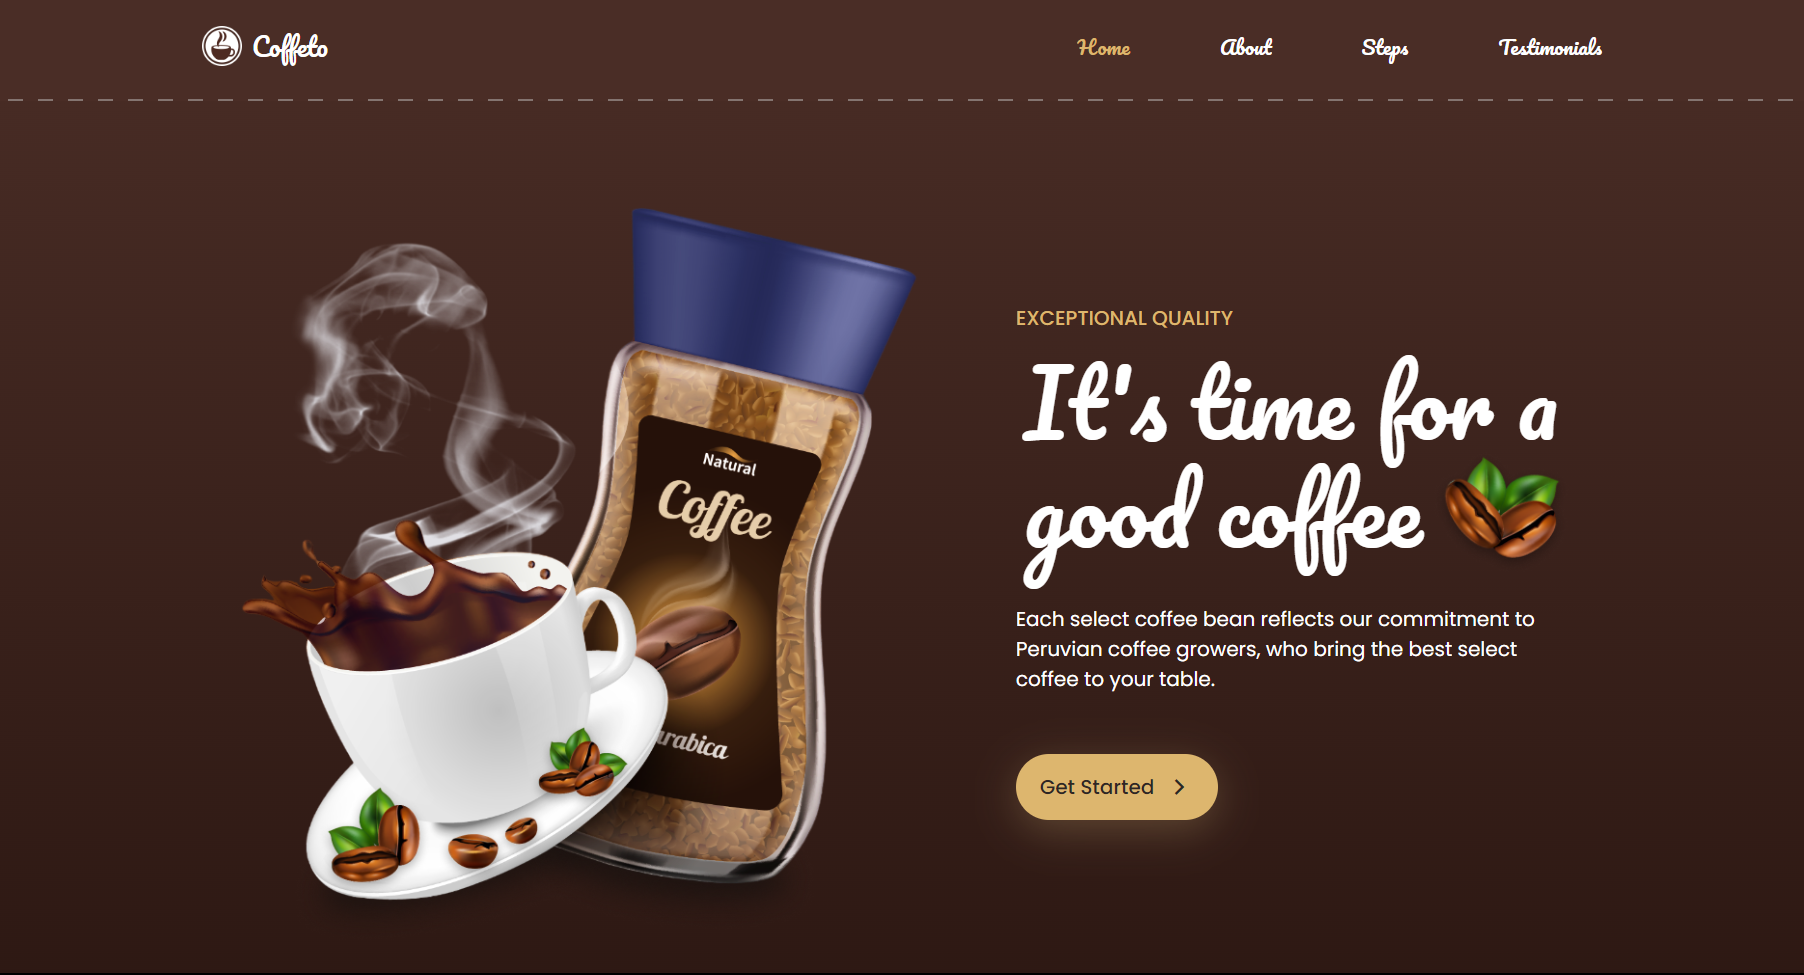 Coffeto
Home About Steps Testimonials
EXCEPTIONAL QUALITY
It's time for a
good coffee
Each select coffee bean reflects our commitment to
Peruvian coffee growers, who bring the best select
coffee to your table.
Get Started
Natural
Coffee